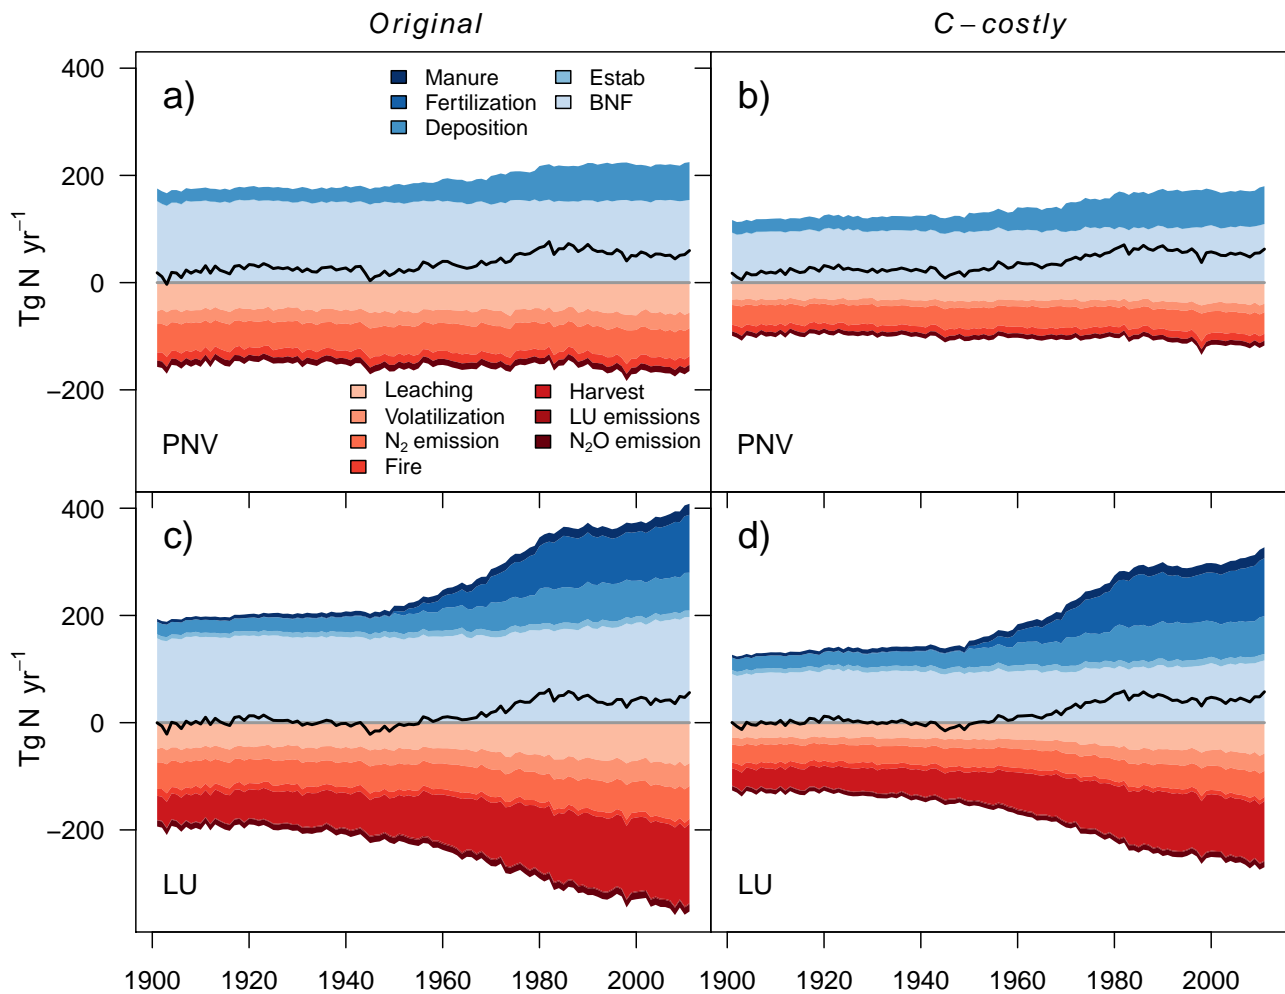 Original
C – costly
400
a)
Manure
Estab
b)
Fertilization
BNF
Deposition
200
0
Tg N yr⁻¹
−200
Leaching
Harvest
Volatilization
LU emissions
N₂ emission
N₂O emission
Fire
PNV
PNV
400
c)
d)
200
0
Tg N yr⁻¹
−200
LU
LU
1900 1920 1940 1960 1980 2000 1900 1920 1940 1960 1980 2000